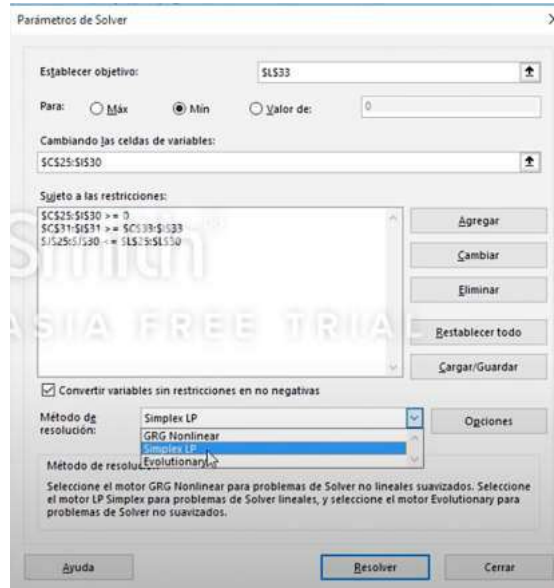 Parámetros de Solver
Establecer objetivo:
$L$33
Para:
Máx
Mín
Valor de:
0
Cambiando las celdas de variables:
$C$25:$I$30
Sujeto a las restricciones:
$C$25:$I$30 >= 0
$C$31:$I$31 >= $C$33:$I$33
$J$25:$J$30 <= $L$25:$L$30
Agregar
Cambiar
Eliminar
Restablecer todo
Cargar/Guardar
Smith
ASIA FREE TRIAL
Convertir variables sin restricciones en no negativas
Método de resolución:
Simplex LP
GRG Nonlinear
Simplex LP
Evolutionary
Opciones
Método de resoluc
Seleccione el motor GRG Nonlinear para problemas de Solver no lineales suavizados. Seleccione
el motor LP Simplex para problemas de Solver lineales, y seleccione el motor Evolutionary para
problemas de Solver no suavizados.
Ayuda
Resolver
Cerrar